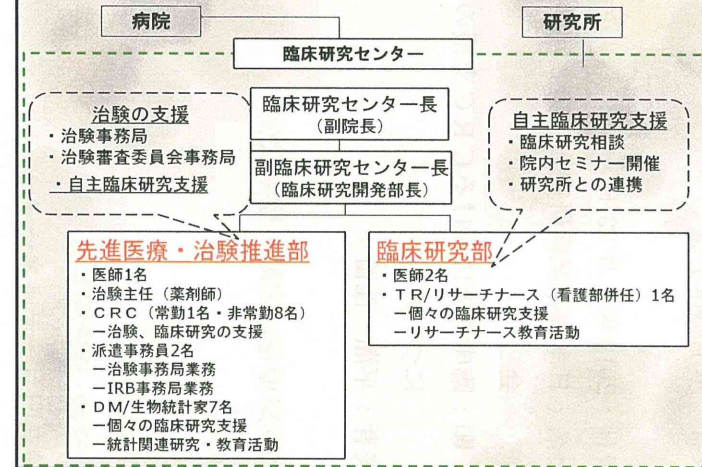 病院
研究所
臨床研究センター
臨床研究センター長
(副院長)
副臨床研究センター長
(臨床研究開発部長)
治験の支援
・治験事務局
・治験審査委員会事務局
・自主臨床研究支援
自主臨床研究支援
・臨床研究相談
・院内セミナー開催
・研究所との連携
先進医療・治験推進部
・医師1名
・治験主任（薬剤師）
・ＣＲＣ（常勤1名・非常勤8名）
ー治験、臨床研究の支援
・派遣事務員2名
ー治験事務局業務
ーIRB事務局業務
・ＤＭ/生物統計家7名
ー個々の臨床研究支援
ー統計関連研究・教育活動
臨床研究部
・医師2名
・ＴＲ/リサーチナース（看護部併任）1名
ー個々の臨床研究支援
ーリサーチナース教育活動